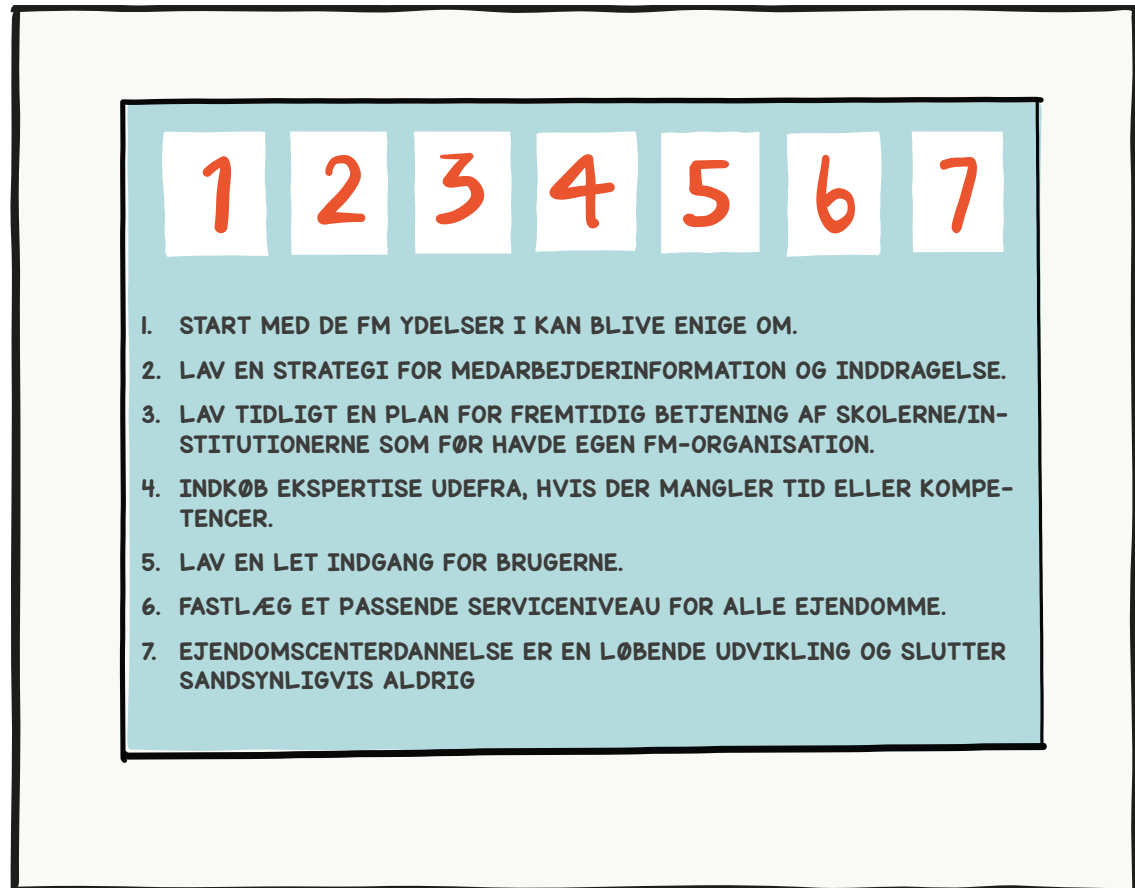 1 2 3 4 5 6 7
1. START MED DE FM YDELSER I KAN BLIVE ENIGE OM.
2. LAV EN STRATEGI FOR MEDARBEJDERINFORMATION OG INDDRAGELSE.
3. LAV TIDLIGT EN PLAN FOR FREMTIDIG BETJENING AF SKOLERNE/IN-
STITUTIONERNE SOM FØR HAVDE EGEN FM-ORGANISATION.
4. INDKØB EKSPERTISE UDEFRA, HVIS DER MANGLER TID ELLER KOMPE-
TENCER.
5. LAV EN LET INDGANG FOR BRUGERNE.
6. FASTLÆG ET PASSENDE SERVICENIVEAU FOR ALLE EJENDOMME.
7. EJENDOMSCENTERDANNELSE ER EN LØBENDE UDVIKLING OG SLUTTER
SANDSYNLIGVIS ALDRIG